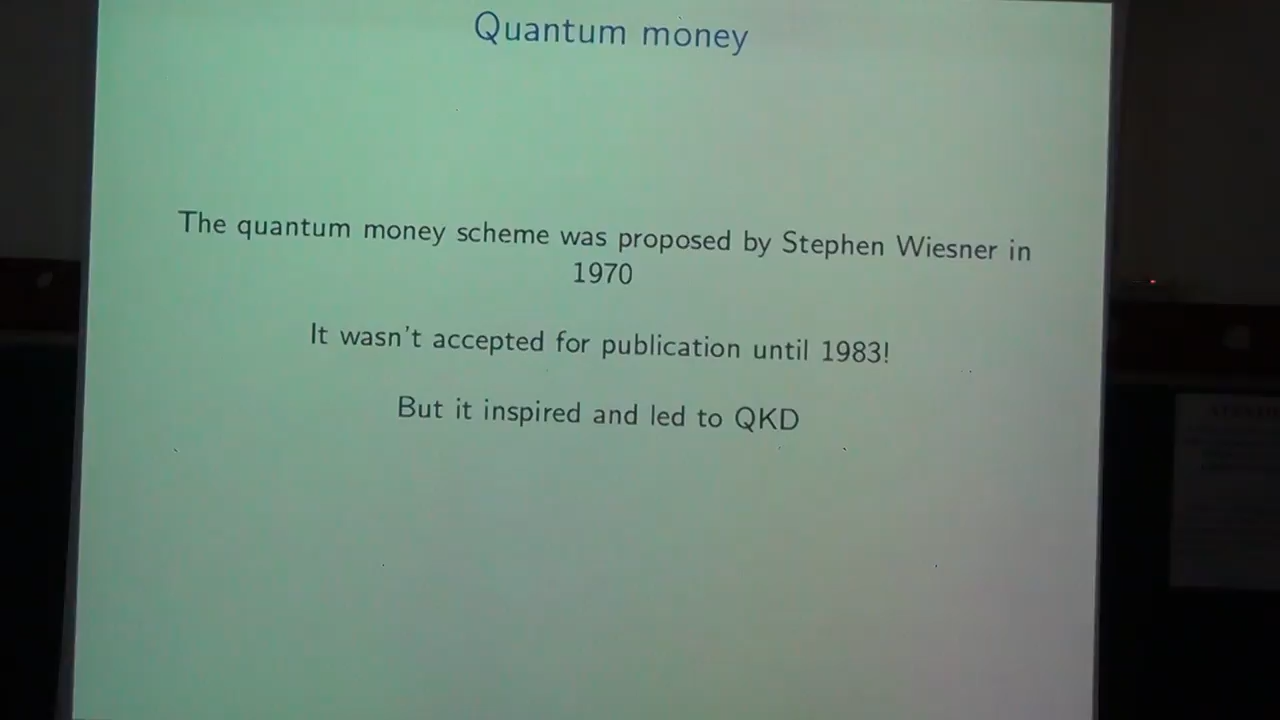 Quantum money
The quantum money scheme was proposed by Stephen Wiesner in
1970
It wasn't accepted for publication until 1983!
But it inspired and led to QKD